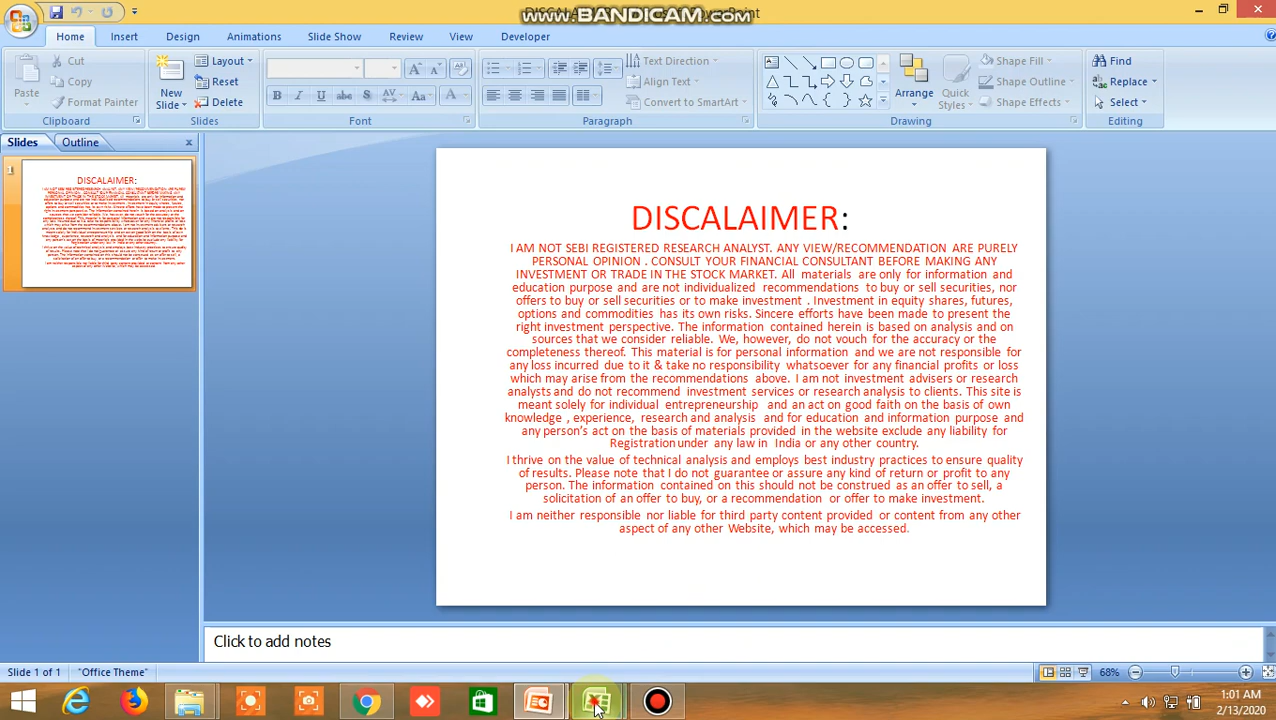 www.BANDICAM.com
Home Insert Design Animations Slide Show Review View Developer
Paste
Cut
Copy
Format Painter
Clipboard
New Slide
Layout
Reset
Delete
Slides
Font
Text Direction
Align Text
Convert to SmartArt
Paragraph
Arrange
Quick Styles
Shape Fill
Shape Outline
Shape Effects
Drawing
Find
Replace
Select
Editing
Slides Outline
1
DISCALAIMER:
I AM NOT SEBI REGISTERED RESEARCH ANALYST. ANY VIEW/RECOMMENDATION ARE PURELY
PERSONAL OPINION . CONSULT YOUR FINANCIAL CONSULTANT BEFORE MAKING ANY
INVESTMENT OR TRADE IN THE STOCK MARKET. All materials are only for information and
education purpose and are not individualized recommendations to buy or sell securities, nor
offers to buy or sell securities or to make investment . Investment in equity shares, futures,
options and commodities has its own risks. Sincere efforts have been made to present the
right investment perspective. The information contained herein is based on analysis and on
sources that we consider reliable. We, however, do not vouch for the accuracy or the
completeness thereof. This material is for personal information and we are not responsible for
any loss incurred due to it & take no responsibility whatsoever for any financial profits or loss
which may arise from the recommendations above. I am not investment advisers or research
analysts and do not recommend investment services or research analysis to clients. This site is
meant solely for individual entrepreneurship and an act on good faith on the basis of own
knowledge , experience, research and analysis and for education and information purpose and
any person's act on the basis of materials provided in the website exclude any liability for
Registration under any law in India or any other country.
I thrive on the value of technical analysis and employs best industry practices to ensure quality
of results. Please note that I do not guarantee or assure any kind of return or profit to any
person. The information contained on this should not be construed as an offer to sell, a
solicitation of an offer to buy, or a recommendation or offer to make investment.
I am neither responsible nor liable for third party content provided or content from any other
aspect of any other Website, which may be accessed.
Click to add notes
Slide 1 of 1 "Office Theme" 68%
1:01 AM
2/13/2020